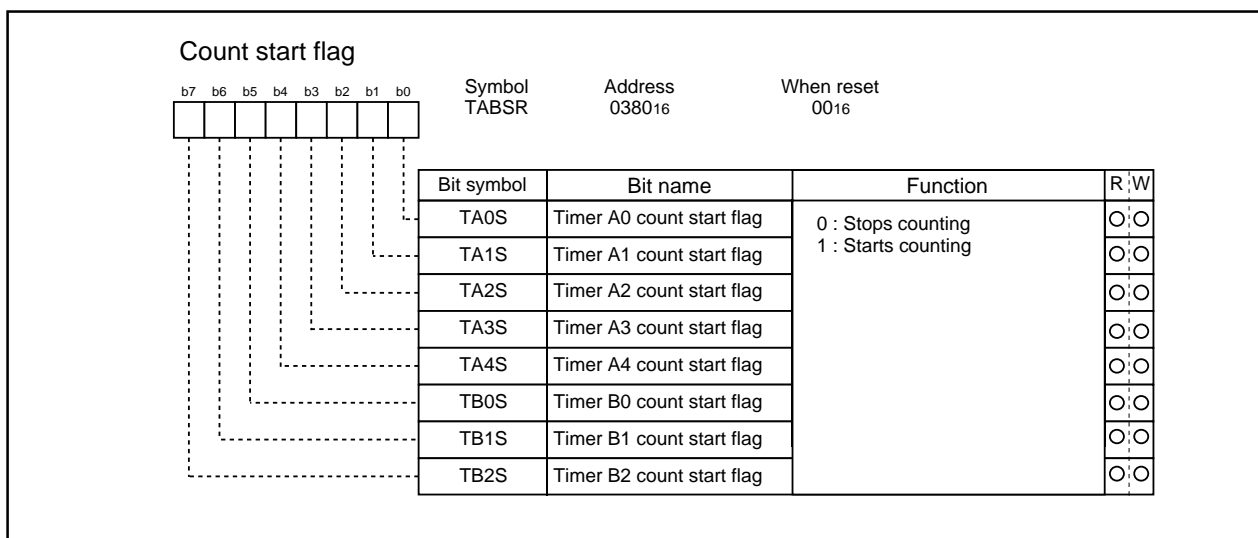 Count start flag
b7 b6 b5 b4 b3 b2 b1 b0
Symbol Address When reset
TABSR 038016 0016
Bit symbol Bit name Function R W
TA0S Timer A0 count start flag 0 : Stops counting
1 : Starts counting
TA1S Timer A1 count start flag
TA2S Timer A2 count start flag
TA3S Timer A3 count start flag
TA4S Timer A4 count start flag
TB0S Timer B0 count start flag
TB1S Timer B1 count start flag
TB2S Timer B2 count start flag